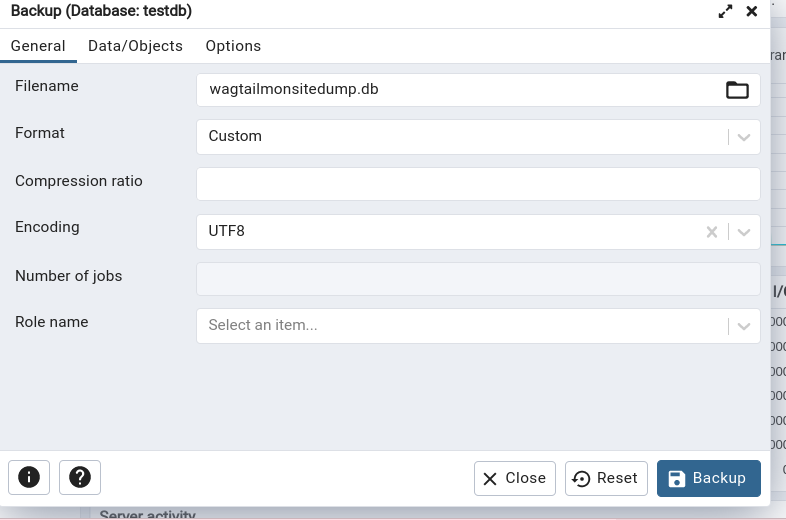 Backup (Database: testdb)
General Data/Objects Options
Filename wagtailmonsitedump.db
Format Custom
Compression ratio
Encoding UTF8
Number of jobs
Role name Select an item...
Close Reset Backup
Server activity